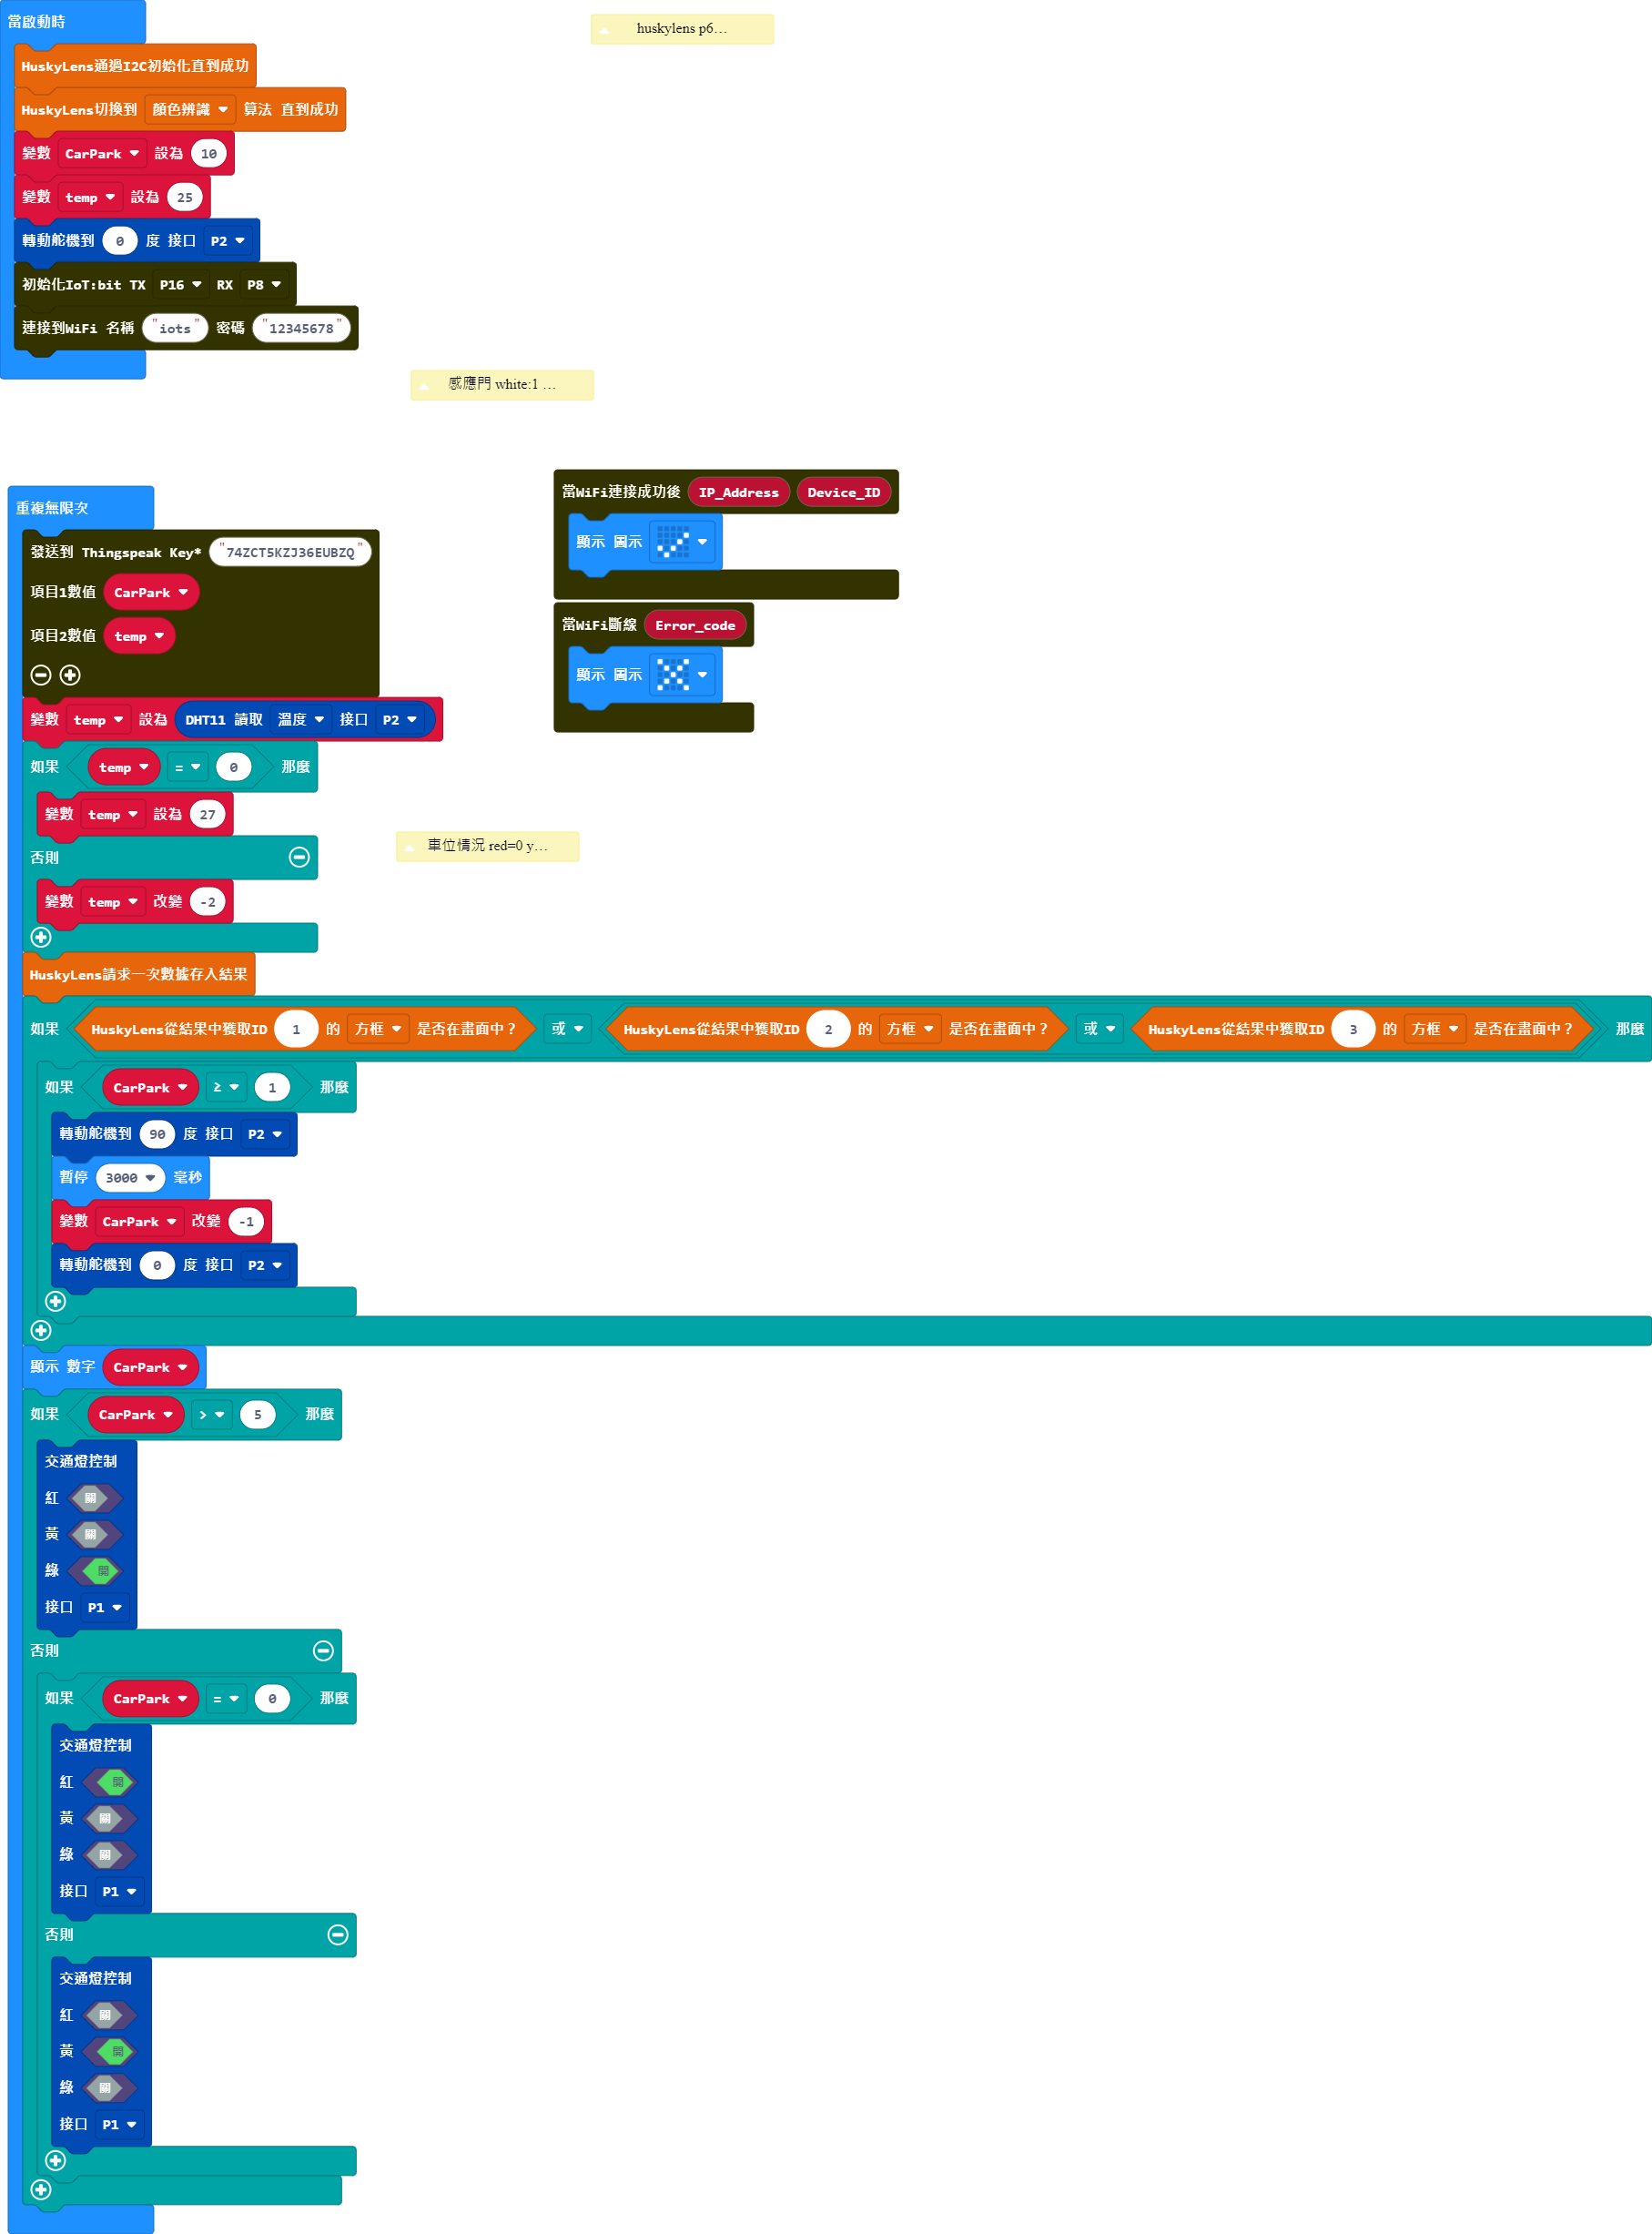 當啟動時
huskylens p6…
HuskyLens通過I2C初始化直到成功
HuskyLens切換到 顏色辨識 算法 直到成功
變數 CarPark 設為 10
變數 temp 設為 25
轉動舵機到 0 度 接口 P2
初始化IoT:bit TX P16 RX P8
連接到WiFi 名稱 "iots" 密碼 "12345678"
感應門 white:1 …
當WiFi連接成功後 IP_Address Device_ID
顯示 圖示
當WiFi斷線 Error_code
顯示 圖示
重複無限次
發送到 Thingspeak Key* "74ZCT5KZJ36EUBZQ"
項目1數值 CarPark
項目2數值 temp
變數 temp 設為 DHT11 讀取 溫度 接口 P2
如果 temp = 0 那麼
變數 temp 設為 27
否則
車位情況 red=0 y…
變數 temp 改變 -2
HuskyLens請求一次數據存入結果
如果 HuskyLens從結果中獲取ID 1 的 方框 是否在畫面中？ 或 HuskyLens從結果中獲取ID 2 的 方框 是否在畫面中？ 或 HuskyLens從結果中獲取ID 3 的 方框 是否在畫面中？ 那麼
如果 CarPark ≥ 1 那麼
轉動舵機到 90 度 接口 P2
暫停 3000 毫秒
變數 CarPark 改變 -1
轉動舵機到 0 度 接口 P2
顯示 數字 CarPark
如果 CarPark > 5 那麼
交通燈控制
紅 關
黃 關
綠 開
接口 P1
否則
如果 CarPark = 0 那麼
交通燈控制
紅 開
黃 關
綠 關
接口 P1
否則
交通燈控制
紅 關
黃 開
綠 關
接口 P1